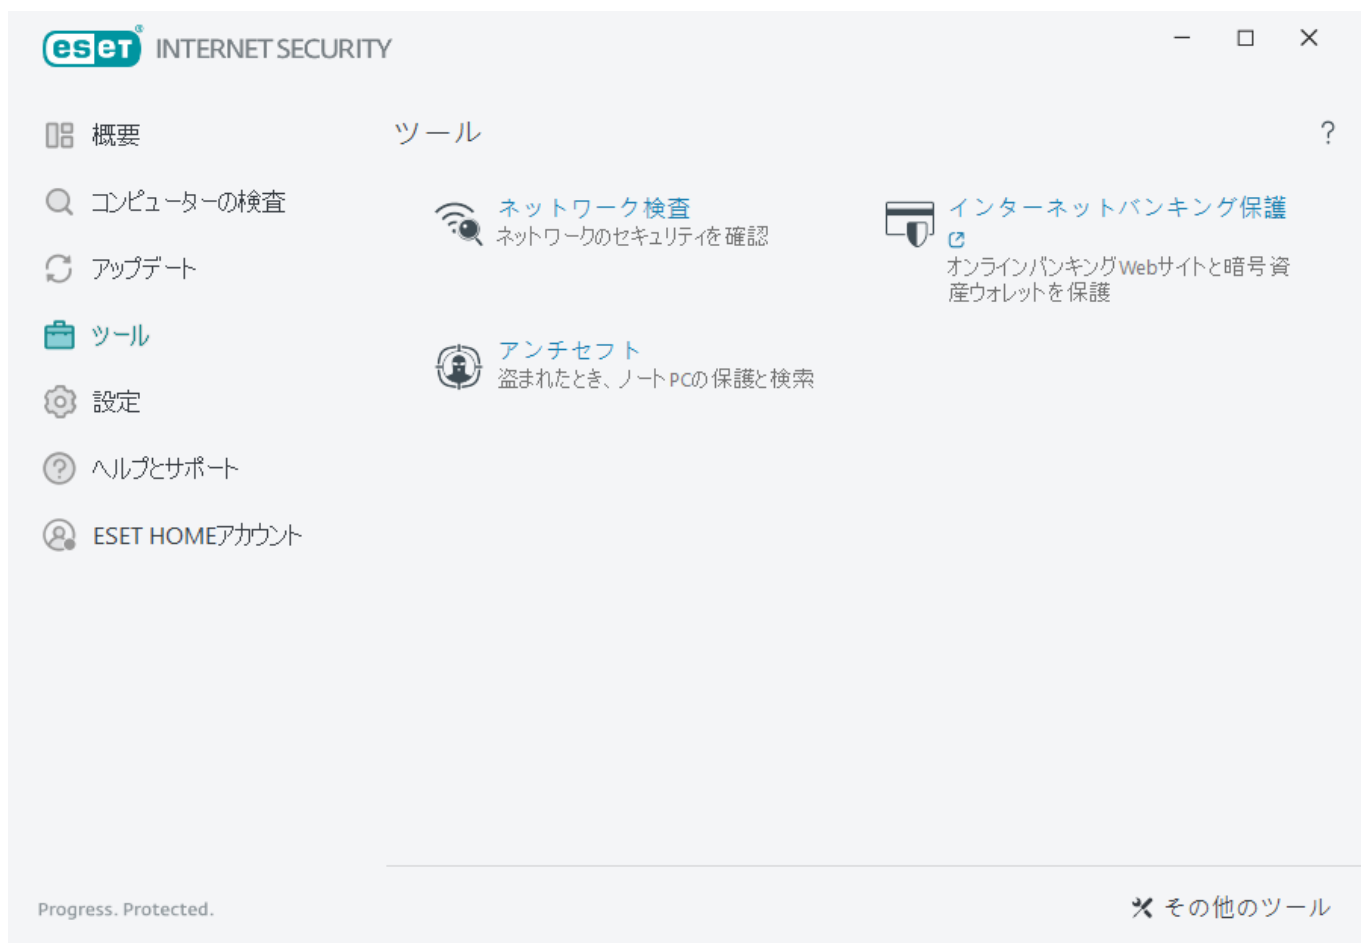 eset® INTERNET SECURITY
概要
コンピューターの検査
アップデート
ツール
設定
ヘルプとサポート
ESET HOMEアカウント
ツール
?
ネットワーク検査
ネットワークのセキュリティを確認
インターネットバンキング保護
オンラインバンキングWebサイトと暗号資
産ウォレットを保護
アンチセフト
盗まれたとき、ノートPCの保護と検索
Progress. Protected.
その他のツール